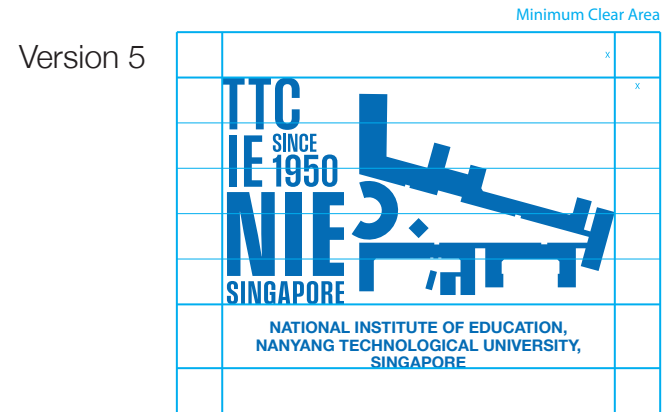 Minimum Clear Area
Version 5
x
x
TTC
IE SINCE 1950
NIE
SINGAPORE
NATIONAL INSTITUTE OF EDUCATION,
NANYANG TECHNOLOGICAL UNIVERSITY,
SINGAPORE